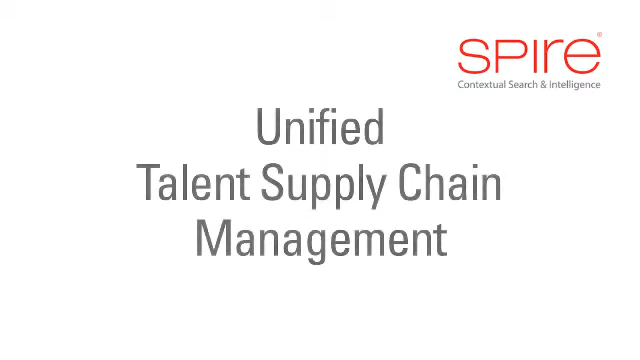 SPIRE®
Contextual Search & Intelligence
Unified
Talent Supply Chain
Management